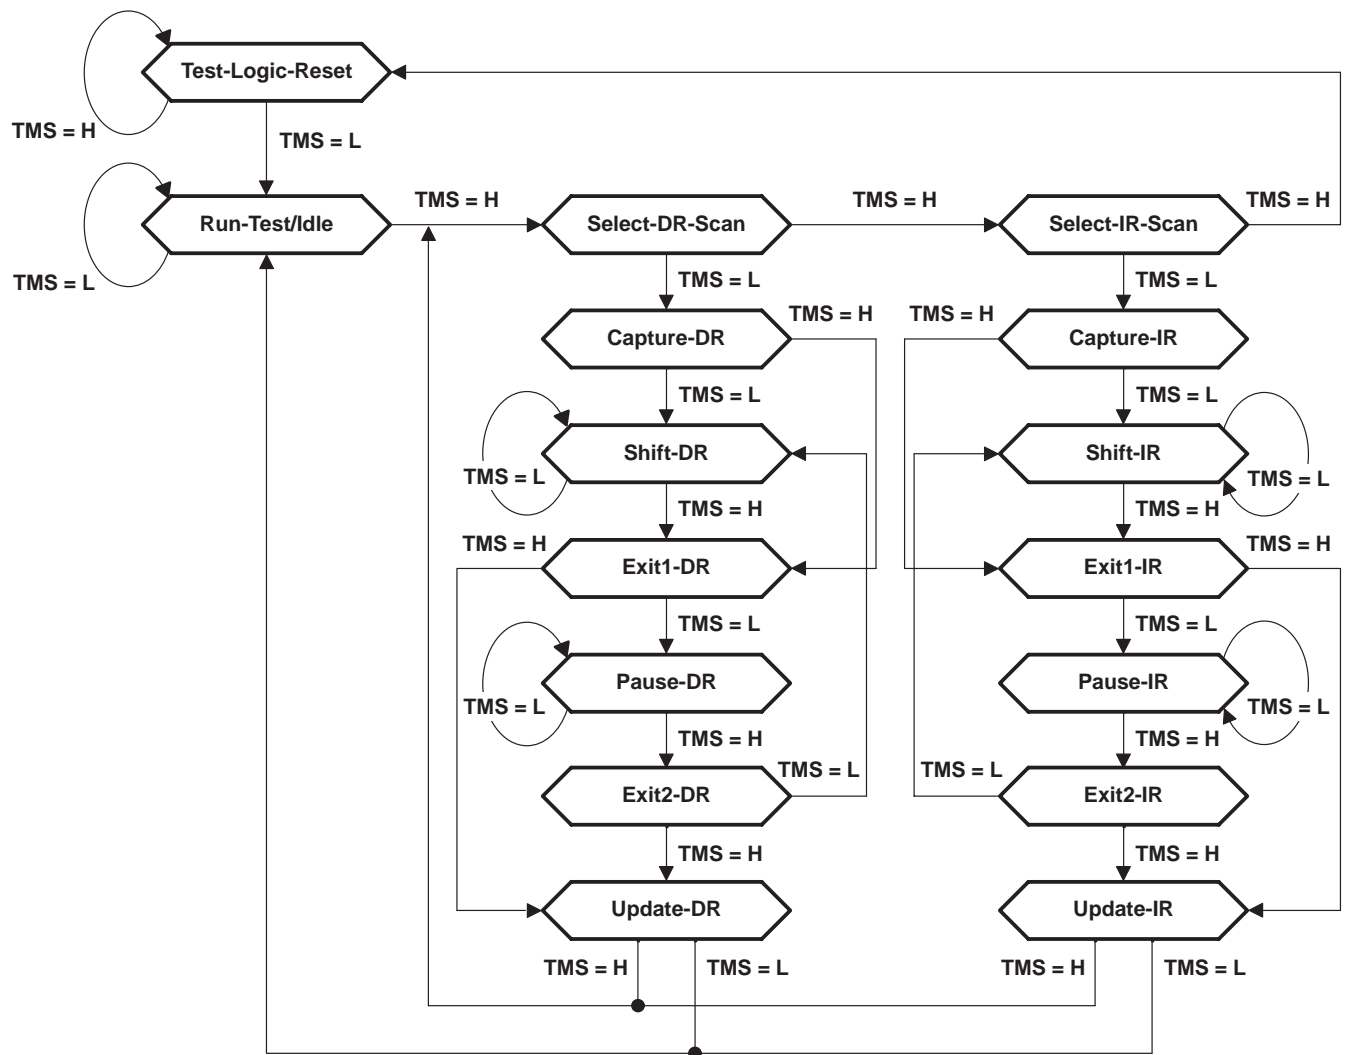 Test-Logic-Reset
TMS = H
TMS = L
TMS = H
TMS = H
TMS = H
Run-Test/Idle
Select-DR-Scan
Select-IR-Scan
TMS = L
TMS = L
TMS = L
TMS = H
TMS = H
Capture-DR
Capture-IR
TMS = L
TMS = L
Shift-DR
Shift-IR
TMS = L
TMS = L
TMS = H
TMS = H
TMS = H
TMS = H
Exit1-DR
Exit1-IR
TMS = L
TMS = L
Pause-DR
Pause-IR
TMS = L
TMS = L
TMS = H
TMS = H
TMS = L
TMS = L
Exit2-DR
Exit2-IR
TMS = H
TMS = H
Update-DR
Update-IR
TMS = H
TMS = L
TMS = H
TMS = L